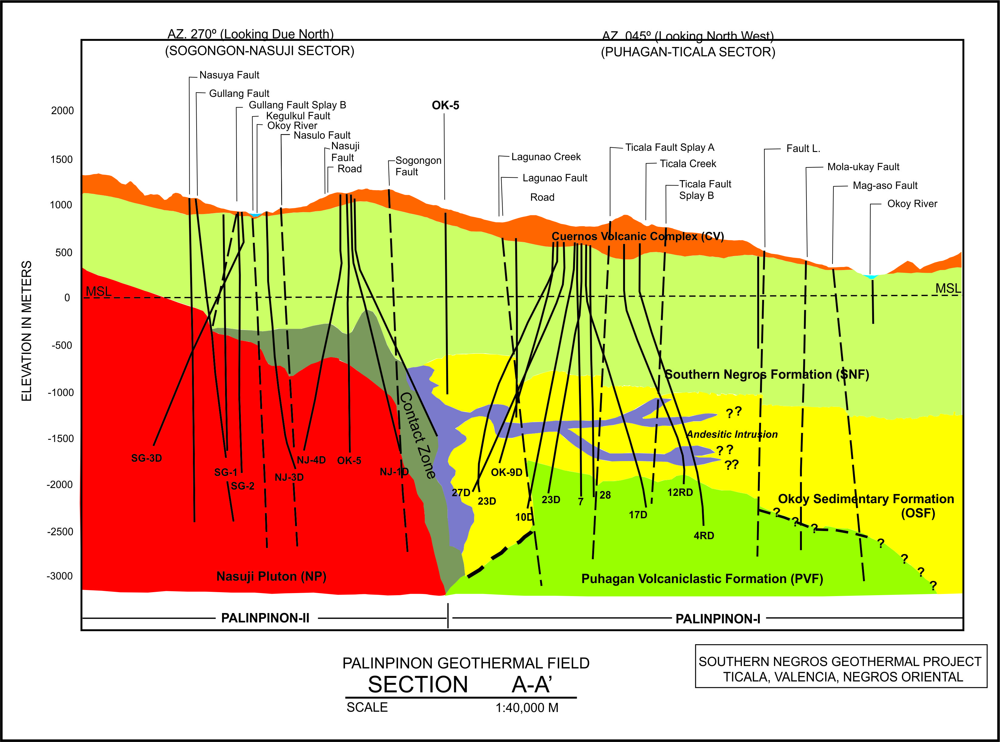 AZ. 270º (Looking Due North)
(SOGONGON-NASUJI SECTOR)
AZ. 045º (Looking North West)
(PUHAGAN-TICALA SECTOR)
Nasuya Fault
Gullang Fault
Gullang Fault Splay B
Kegulkul Fault
Okoy River
Nasulo Fault
Nasuji
Fault
Road
Sogongon
Fault
OK-5
Lagunao Creek
Lagunao Fault
Road
Ticala Fault Splay A
Ticala Creek
Ticala Fault
Splay B
Fault L.
Mola-ukay Fault
Mag-aso Fault
Okoy River
ELEVATION IN METERS
2000
1500
1000
500
0
-500
-1000
-1500
-2000
-2500
-3000
MSL
MSL
Cuernos Volcanic Complex (CV)
Southern Negros Formation (SNF)
Contact Zone
? ?
Andesitic Intrusion
? ?
??
SG-3D
SG-1
SG-2
NJ-3D
NJ-4D
OK-5
NJ-1D
27D
23D
OK-9D
10D
23D
7
28
17D
12RD
4RD
Okoy Sedimentary Formation
(OSF)
?
?
?
?
?
?
?
Nasuji Pluton (NP)
Puhagan Volcaniclastic Formation (PVF)
PALINPINON-II
PALINPINON-I
PALINPINON GEOTHERMAL FIELD
SECTION A-A’
SCALE 1:40,000 M
SOUTHERN NEGROS GEOTHERMAL PROJECT
TICALA, VALENCIA, NEGROS ORIENTAL